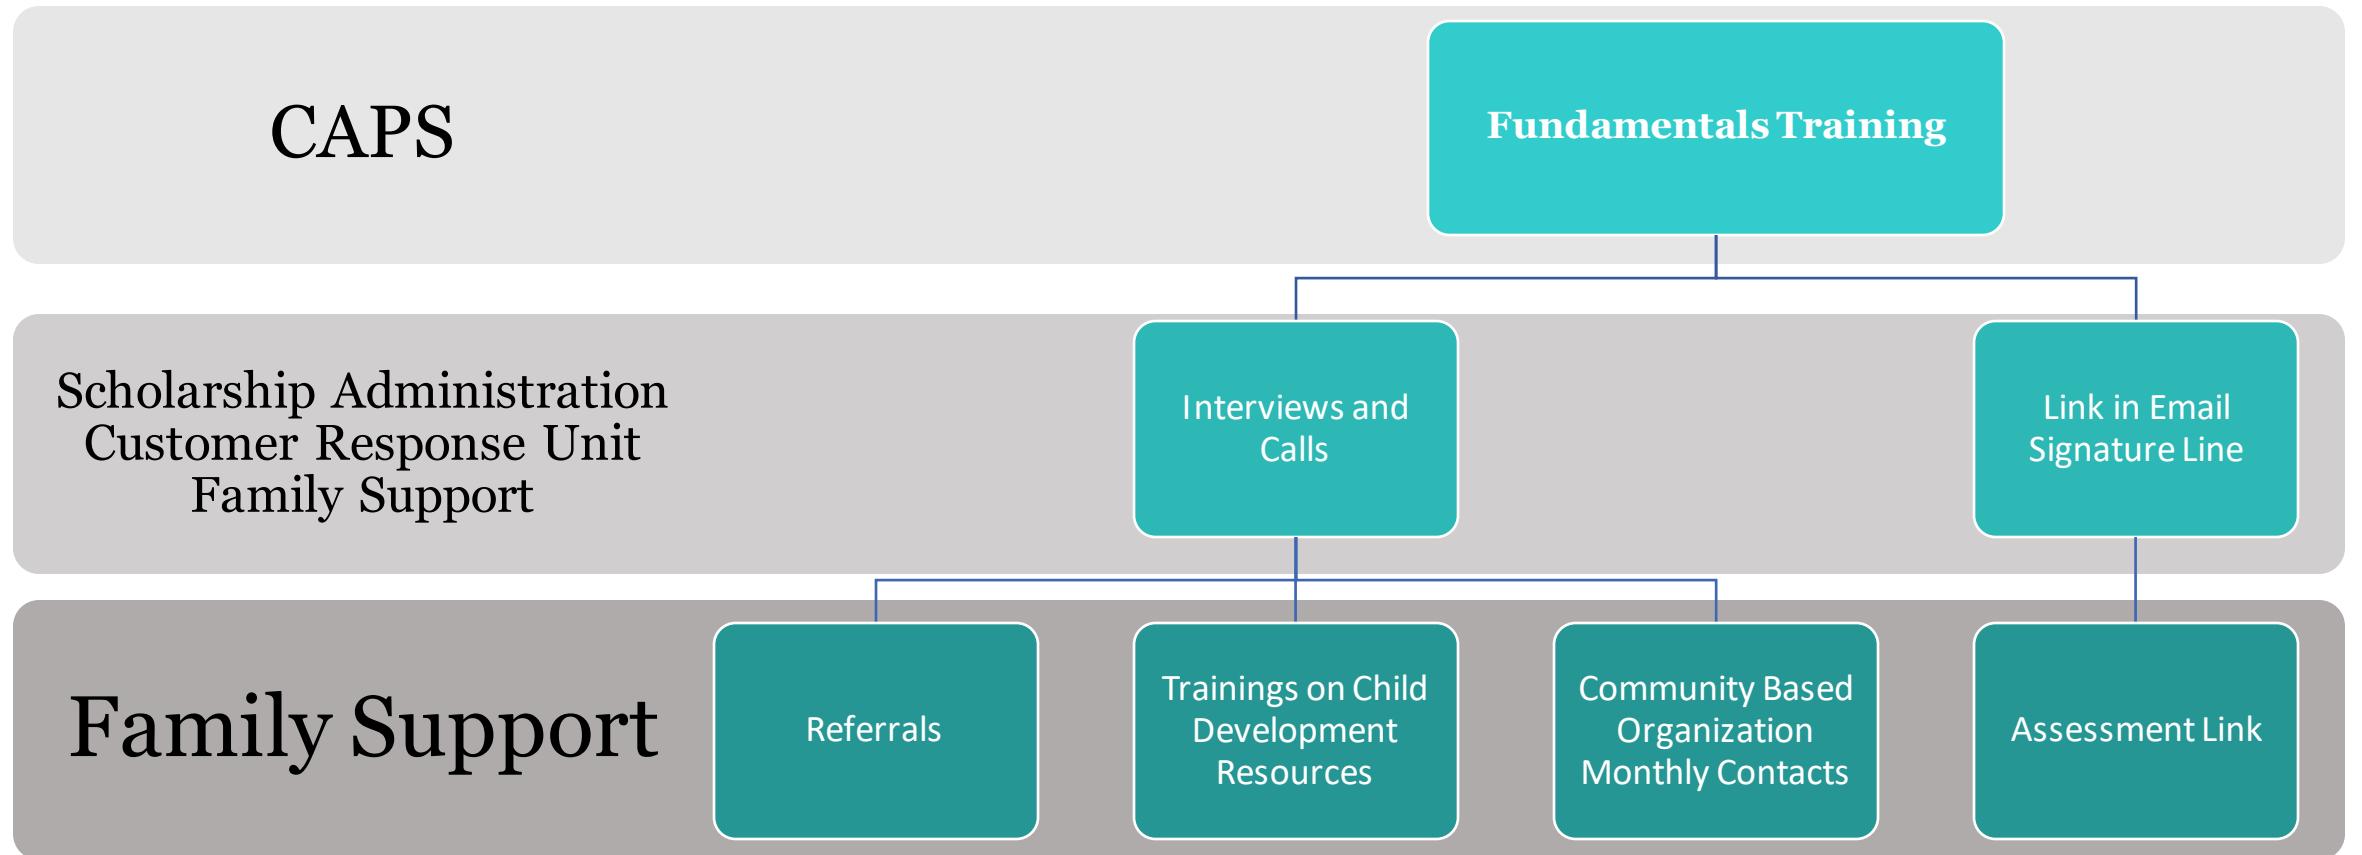 CAPS
Fundamentals Training
Scholarship Administration
Customer Response Unit
Family Support
Interviews and
Calls
Link in Email
Signature Line
Family Support
Referrals
Trainings on Child
Development
Resources
Community Based
Organization
Monthly Contacts
Assessment Link